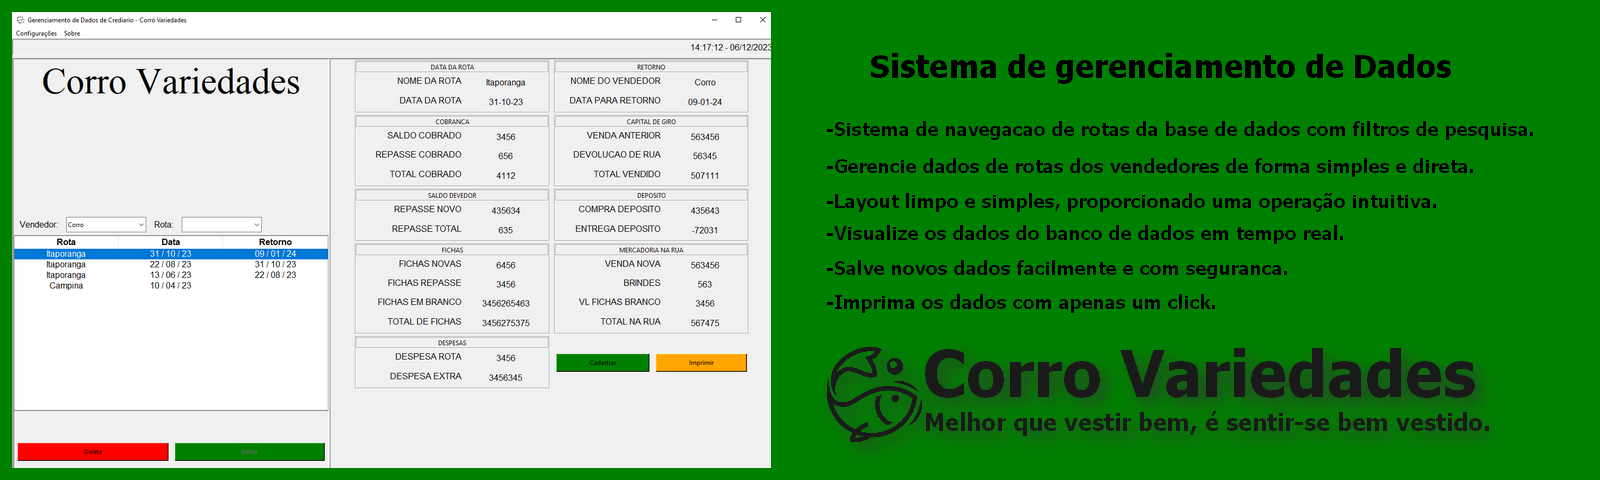 Gerenciamento de Dados de Crediario - Corró Variedades
Configurações Sobre
14:17:12 - 06/12/2023
Corro Variedades
Vendedor: Corro Rota:
Rota Data Retorno
Itaporanga 31 / 10 / 23 09 / 01 / 24
Itaporanga 22 / 08 / 23 31 / 10 / 23
Itaporanga 13 / 06 / 23 22 / 08 / 23
Campina 10 / 04 / 23
Delete Editar
DATA DA ROTA
NOME DA ROTA Itaporanga
DATA DA ROTA 31-10-23
RETORNO
NOME DO VENDEDOR Corro
DATA PARA RETORNO 09-01-24
COBRANCA
SALDO COBRADO 3456
REPASSE COBRADO 656
TOTAL COBRADO 4112
CAPITAL DE GIRO
VENDA ANTERIOR 563456
DEVOLUCAO DE RUA 56345
TOTAL VENDIDO 507111
SALDO DEVEDOR
REPASSE NOVO 435634
REPASSE TOTAL 635
DEPOSITO
COMPRA DEPOSITO 435643
ENTREGA DEPOSITO -72031
FICHAS
FICHAS NOVAS 6456
FICHAS REPASSE 3456
FICHAS EM BRANCO 3456265463
TOTAL DE FICHAS 3456275375
MERCADORIA NA RUA
VENDA NOVA 563456
BRINDES 563
VL FICHAS BRANCO 3456
TOTAL NA RUA 567475
DESPESAS
DESPESA ROTA 3456
DESPESA EXTRA 3456345
Cadastrar Imprimir
Sistema de gerenciamento de Dados
-Sistema de navegacao de rotas da base de dados com filtros de pesquisa.
-Gerencie dados de rotas dos vendedores de forma simples e direta.
-Layout limpo e simples, proporcionado uma operação intuitiva.
-Visualize os dados do banco de dados em tempo real.
-Salve novos dados facilmente e com seguranca.
-Imprima os dados com apenas um click.
Corro Variedades
Melhor que vestir bem, é sentir-se bem vestido.